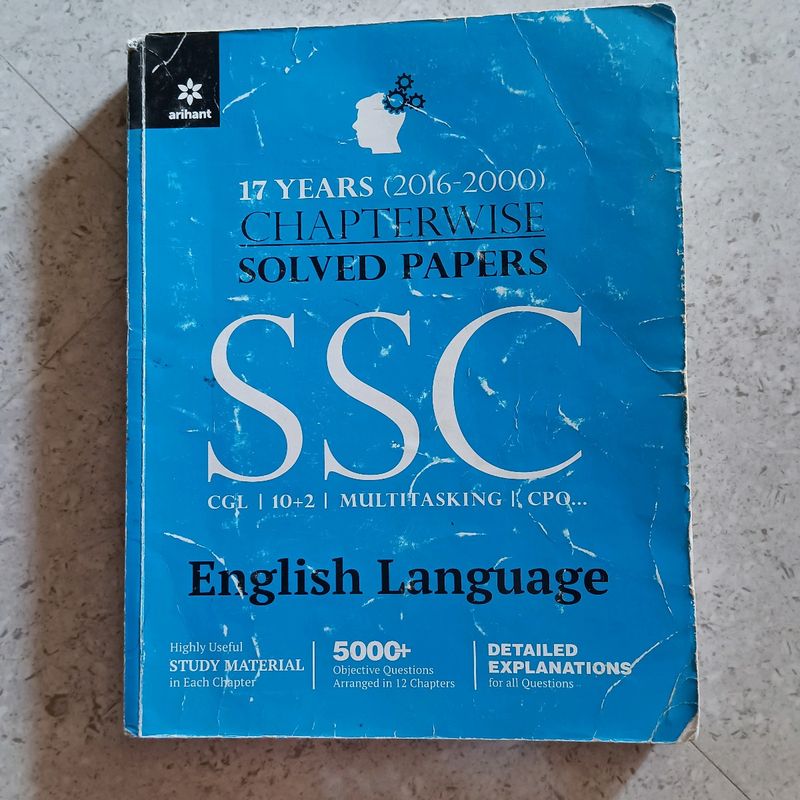 arihant
17 YEARS (2016-2000)
CHAPTERWISE
SOLVED PAPERS
SSC
CGL | 10+2 | MULTITASKING | CPO...
English Language
Highly Useful
STUDY MATERIAL
in Each Chapter
5000+
Objective Questions
Arranged in 12 Chapters
DETAILED
EXPLANATIONS
for all Questions